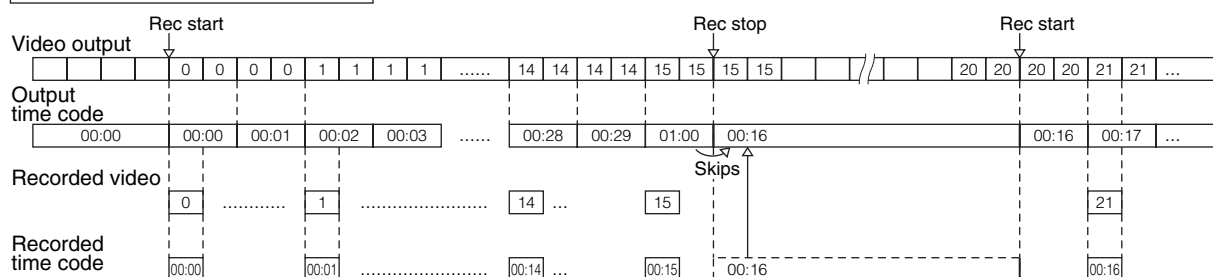 Rec start Rec stop Rec start
Video output
0 0 0 0 1 1 1 1 ...... 14 14 14 14 15 15 15 15 20 20 20 20 21 21 ...
Output
time code
00:00 00:00 00:01 00:02 00:03 ...... 00:28 00:29 01:00 00:16 00:16 00:17 ...
Skips
Recorded video
0 ............ 1 ........................ 14 ... 15 21
Recorded
time code
00:00 00:01 ........................ 00:14 ... 00:15 00:16 00:16